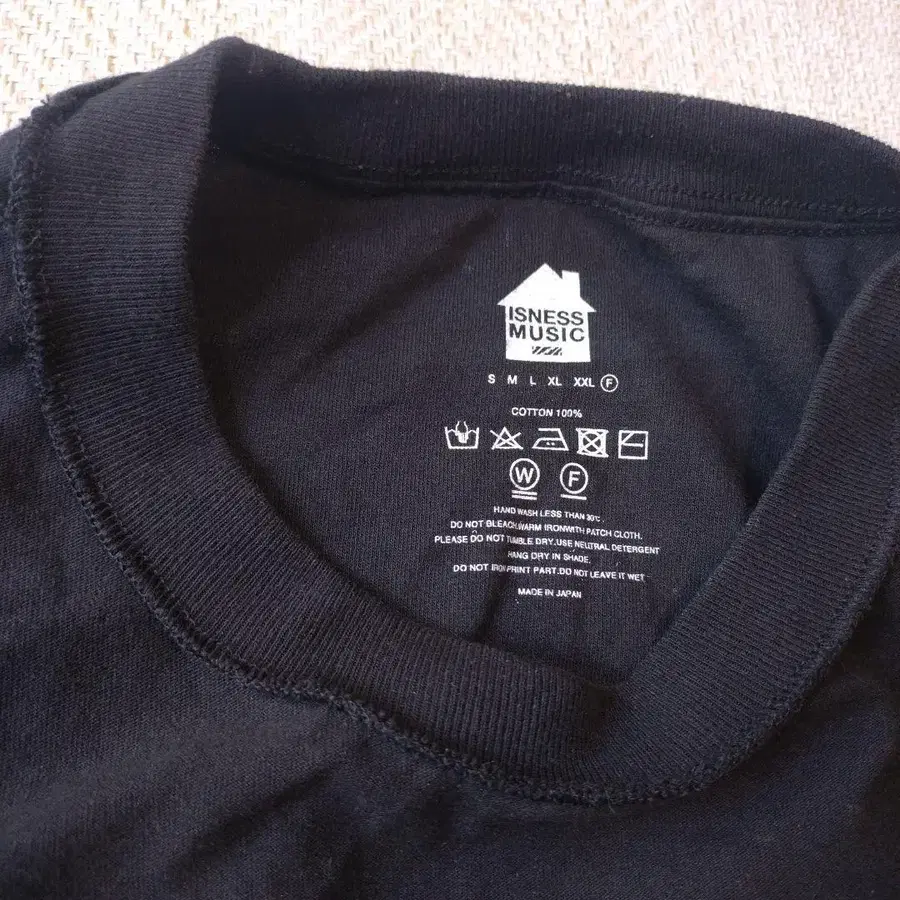 ISNESS
MUSIC
S M L XL XXL F
COTTON 100%
W F
HAND WASH LESS THAN 30℃
DO NOT BLEACH.WARM IRONWITH PATCH CLOTH.
PLEASE DO NOT TUMBLE DRY.USE NEUTRAL DETERGENT
HANG DRY IN SHADE.
DO NOT IRON PRINT PART.DO NOT LEAVE IT WET
MADE IN JAPAN